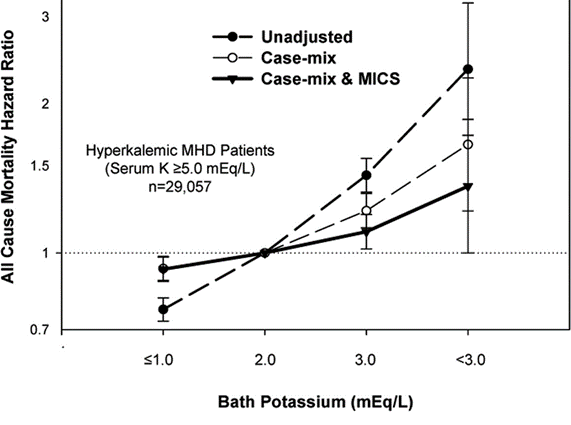 All Cause Mortality Hazard Ratio
3
2
1.5
1
0.7
Unadjusted
Case-mix
Case-mix & MICS
Hyperkalemic MHD Patients
(Serum K ≥5.0 mEq/L)
n=29,057
≤1.0 2.0 3.0 <3.0
Bath Potassium (mEq/L)